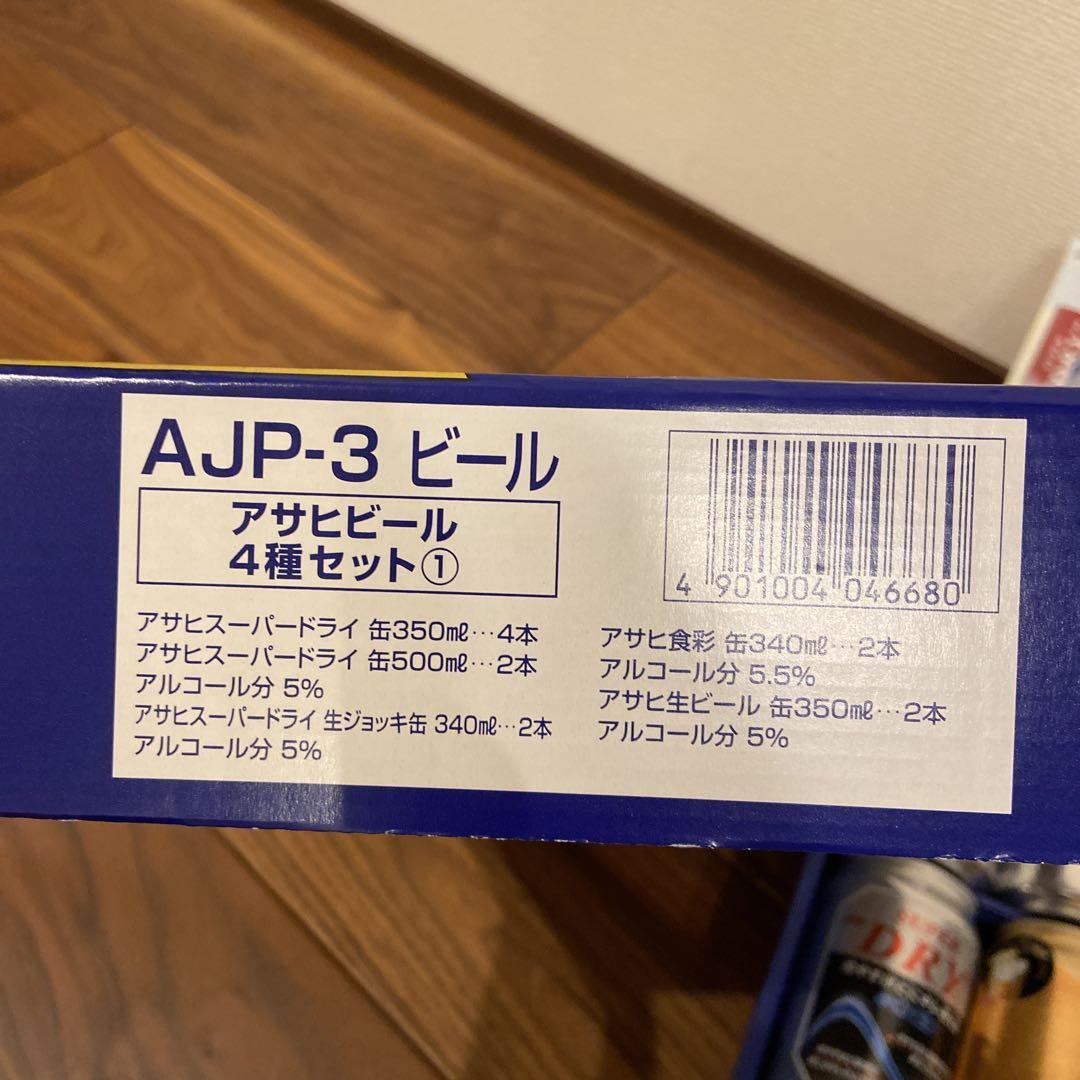 AJP-3 ビール
アサヒビール
4種セット①
アサヒスーパードライ 缶350㎖…4本
アサヒスーパードライ 缶500㎖…2本
アルコール分 5%
アサヒスーパードライ 生ジョッキ缶 340㎖…2本
アルコール分 5%
4 901004 046680
アサヒ食彩 缶340㎖…2本
アルコール分 5.5%
アサヒ生ビール 缶350㎖…2本
アルコール分 5%
SUPER
"DRY"